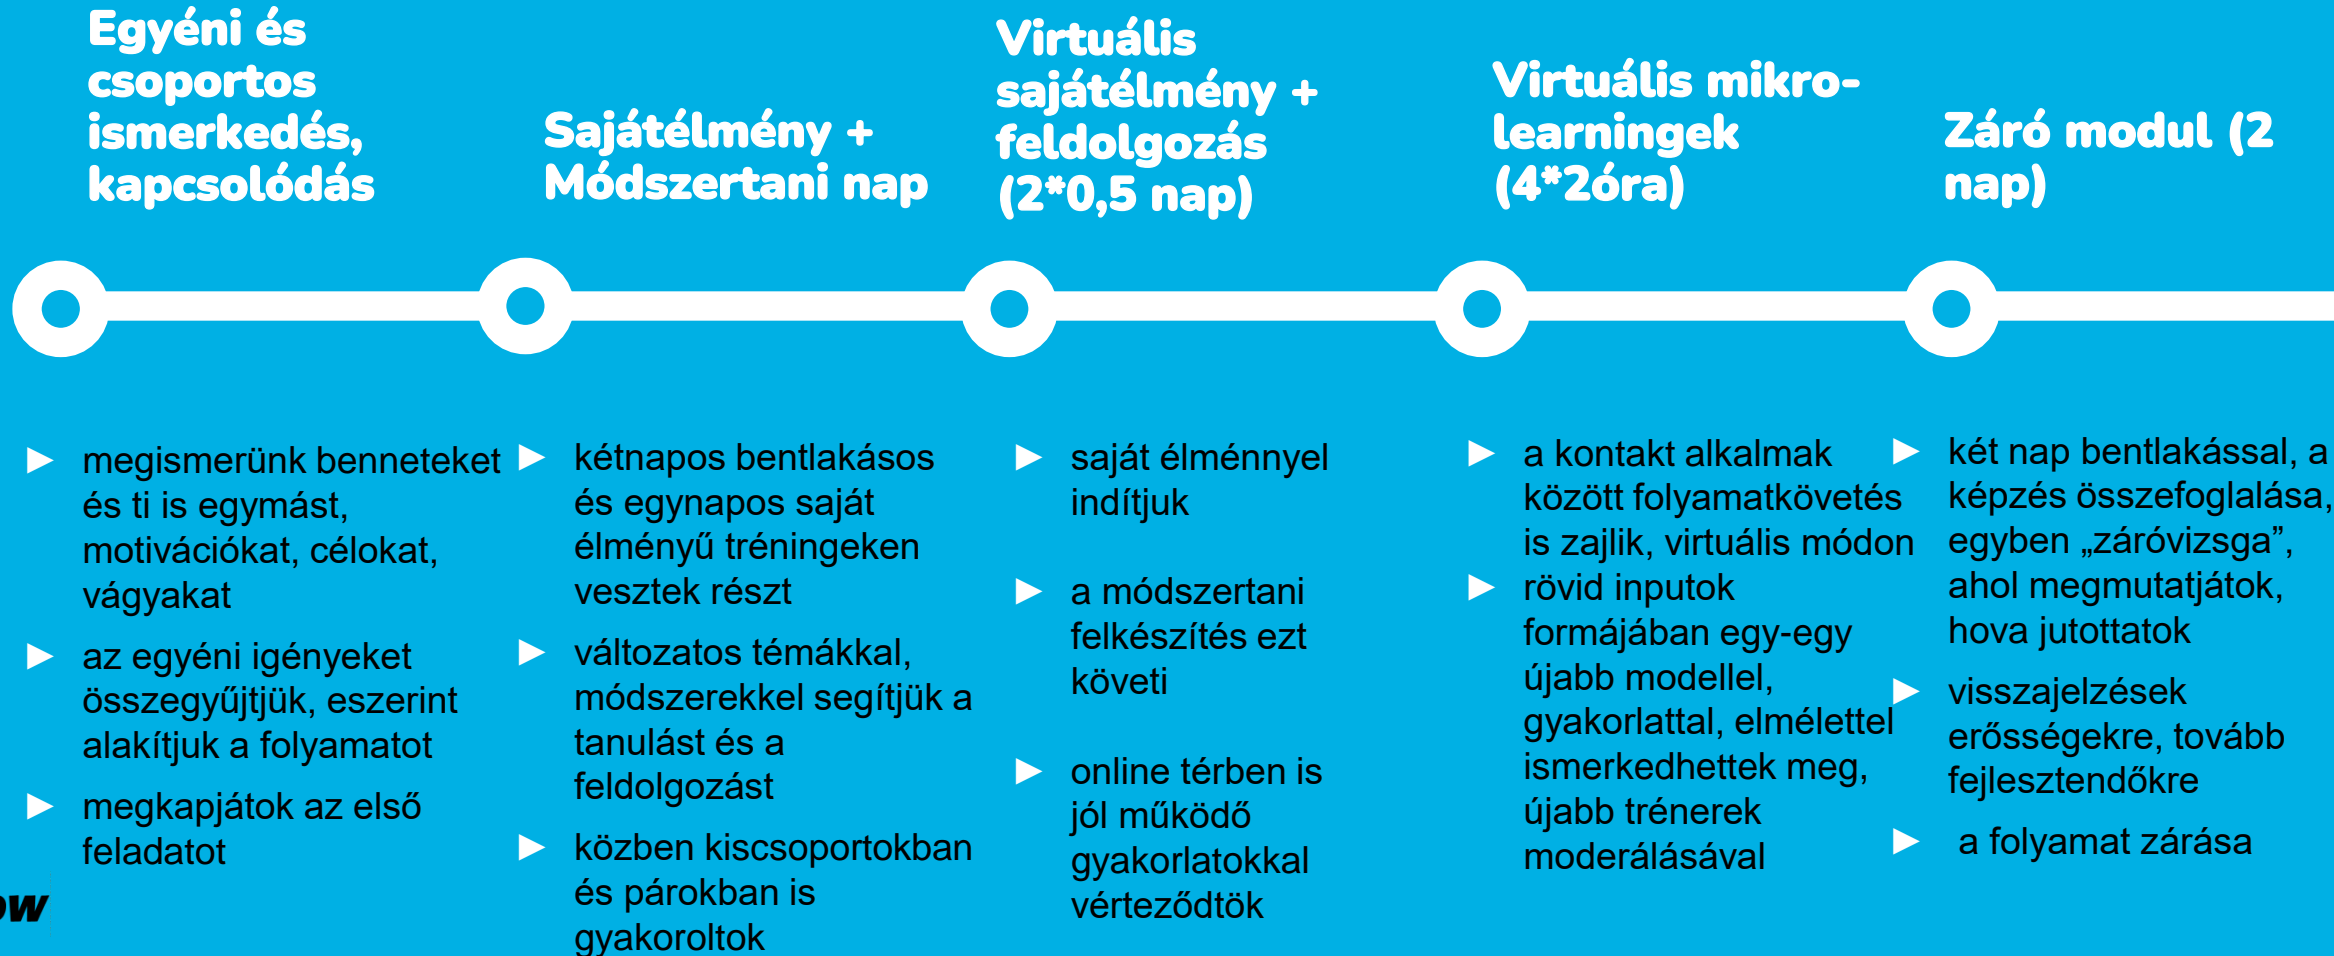 Egyéni és
csoportos
ismerkedés,
kapcsolódás
Sajátélmény +
Módszertani nap
Virtuális
sajátélmény +
feldolgozás
(2*0,5 nap)
Virtuális mikro-
learningek
(4*2óra)
Záró modul (2
nap)
megismerünk benneteket
és ti is egymást,
motivációkat, célokat,
vágyakat
az egyéni igényeket
összegyűjtjük, eszerint
alakítjuk a folyamatot
megkapjátok az első
feladatot
kétnapos bentlakásos
és egynapos saját
élményű tréningeken
vesztek részt
változatos témákkal,
módszerekkel segítjük a
tanulást és a
feldolgozást
közben kiscsoportokban
és párokban is
gyakoroltok
saját élménnyel
indítjuk
a módszertani
felkészítés ezt
követi
online térben is
jól működő
gyakorlatokkal
vérteződtök
a kontakt alkalmak
között folyamatkövetés
is zajlik, virtuális módon
rövid inputok
formájában egy-egy
újabb modellel,
gyakorlattal, elmélettel
ismerkedhettek meg,
újabb trénerek
moderálásával
két nap bentlakással, a
képzés összefoglalása,
egyben „záróvizsga”,
ahol megmutatjátok,
hova jutottatok
visszajelzések
erősségekre, tovább
fejlesztendőkre
a folyamat zárása